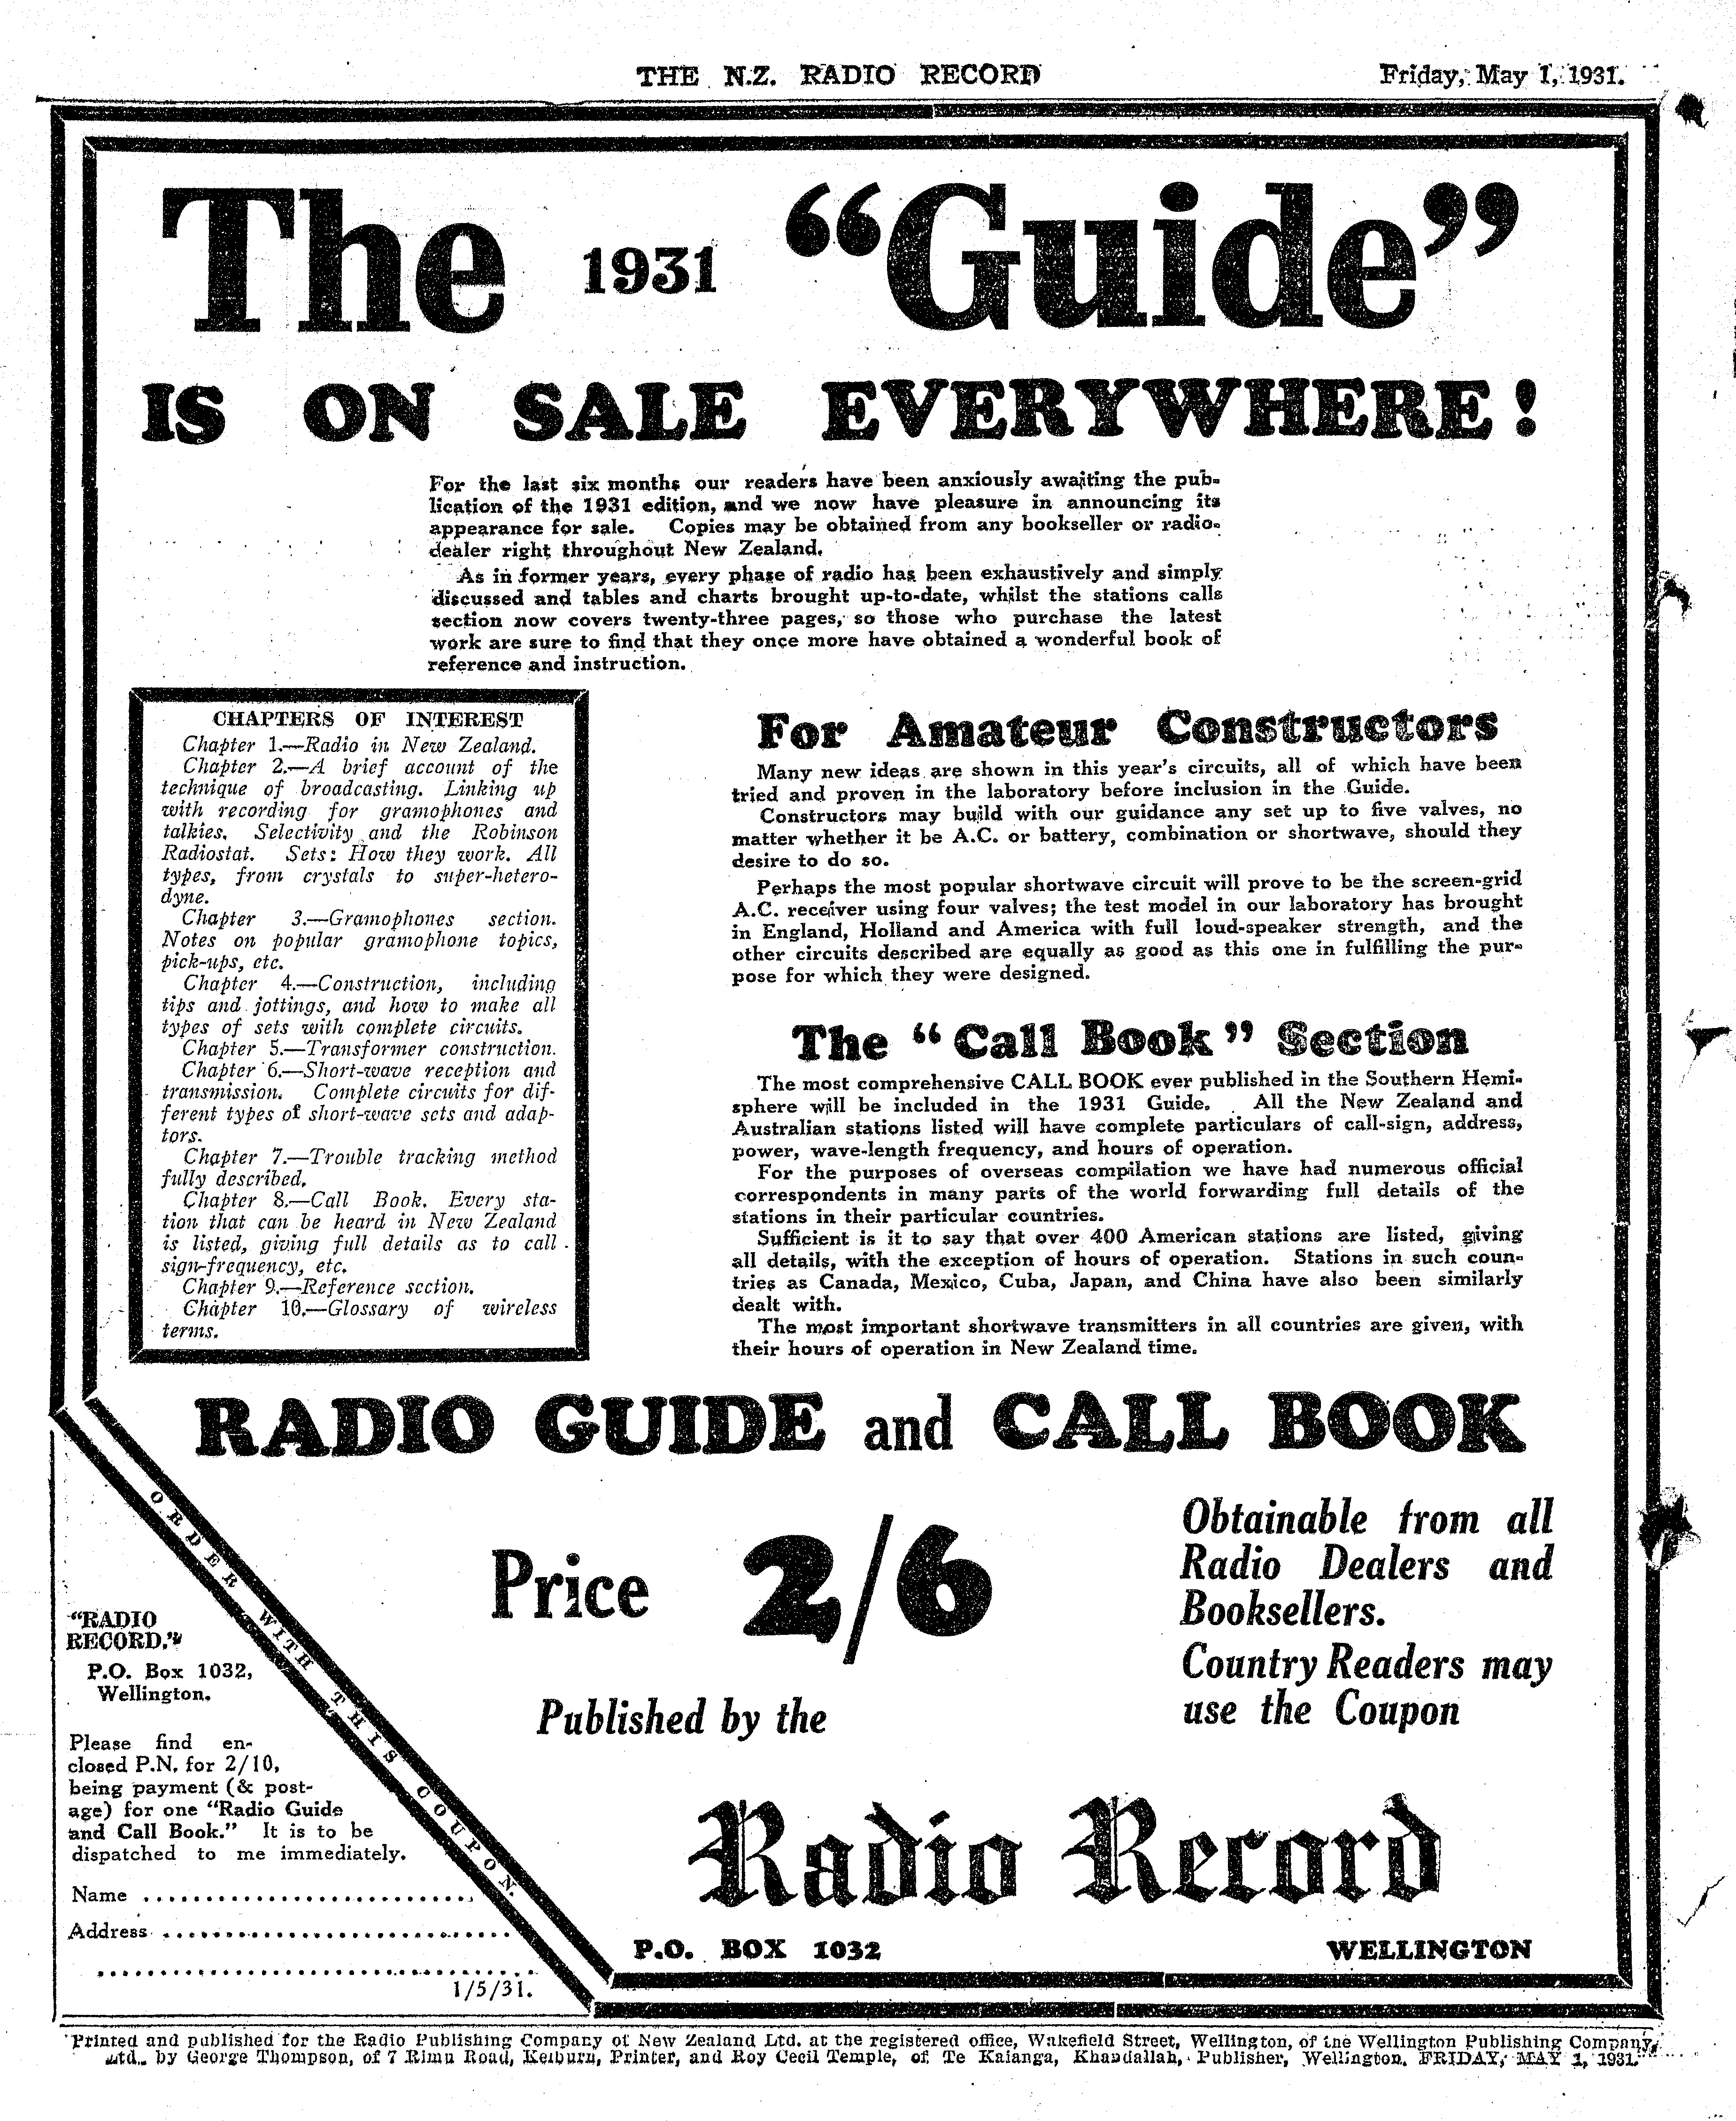 THE N.Z. RADIO RECORD Friday, May 1, 1931.
The 1931 “Guide”
IS ON SALE EVERYWHERE!
For the last six months our readers have been anxiously awaiting the pub-
lication of the 1931 edition, and we now have pleasure in announcing its
appearance for sale. Copies may be obtained from any bookseller or radio-
dealer right throughout New Zealand.
As in former years, every phase of radio has been exhaustively and simply
discussed and tables and charts brought up-to-date, whilst the stations calls
section now covers twenty-three pages, so those who purchase the latest
work are sure to find that they once more have obtained a wonderful book of
reference and instruction.
CHAPTERS OF INTEREST
Chapter 1.—Radio in New Zealand.
Chapter 2.—A brief account of the
technique of broadcasting. Linking up
with recording for gramophones and
talkies. Selectivity and the Robinson
Radiostat. Sets: How they work. All
types, from crystals to super-hetero-
dyne.
Chapter 3.—Gramophones section.
Notes on popular gramophone topics,
pick-ups, etc.
Chapter 4.—Construction, including
tips and jottings, and how to make all
types of sets with complete circuits.
Chapter 5.—Transformer construction.
Chapter 6.—Short-wave reception and
transmission. Complete circuits for dif-
ferent types of short-wave sets and adap-
tors.
Chapter 7.—Trouble tracking method
fully described.
Chapter 8.—Call Book. Every sta-
tion that can be heard in New Zealand
is listed, giving full details as to call
sign-frequency, etc.
Chapter 9.—Reference section.
Chapter 10.—Glossary of wireless
terms.
For Amateur Constructors
Many new ideas are shown in this year’s circuits, all of which have been
tried and proven in the laboratory before inclusion in the Guide.
Constructors may build with our guidance any set up to five valves, no
matter whether it be A.C. or battery, combination or shortwave, should they
desire to do so.
Perhaps the most popular shortwave circuit will prove to be the screen-grid
A.C. receiver using four valves; the test model in our laboratory has brought
in England, Holland and America with full loud-speaker strength, and the
other circuits described are equally as good as this one in fulfilling the pur-
pose for which they were designed.
The “Call Book” Section
The most comprehensive CALL BOOK ever published in the Southern Hemi-
sphere will be included in the 1931 Guide. All the New Zealand and
Australian stations listed will have complete particulars of call-sign, address,
power, wave-length frequency, and hours of operation.
For the purposes of overseas compilation we have had numerous official
correspondents in many parts of the world forwarding full details of the
stations in their particular countries.
Sufficient is it to say that over 400 American stations are listed, giving
all details, with the exception of hours of operation. Stations in such coun-
tries as Canada, Mexico, Cuba, Japan, and China have also been similarly
dealt with.
The most important shortwave transmitters in all countries are given, with
their hours of operation in New Zealand time.
RADIO GUIDE and CALL BOOK
Price 2/6
Obtainable from all
Radio Dealers and
Booksellers.
Country Readers may
use the Coupon
Published by the
Radio Record
P.O. BOX 1032 WELLINGTON
ORDER WITH THIS COUPON.
“RADIO
RECORD.”
P.O. Box 1032,
Wellington.
Please find en-
closed P.N. for 2/10,
being payment (& post-
age) for one “Radio Guide
and Call Book.” It is to be
dispatched to me immediately.
Name ..........................
Address ............................
....................................
1/5/31.
Printed and published for the Radio Publishing Company of New Zealand Ltd. at the registered office, Wakefield Street, Wellington, of the Wellington Publishing Company,
Ltd., by George Thompson, of 7 Rimu Road, Kelburn, Printer, and Roy Cecil Temple, of Te Kaianga, Khandallah, Publisher, Wellington. FRIDAY, MAY 1, 1931.